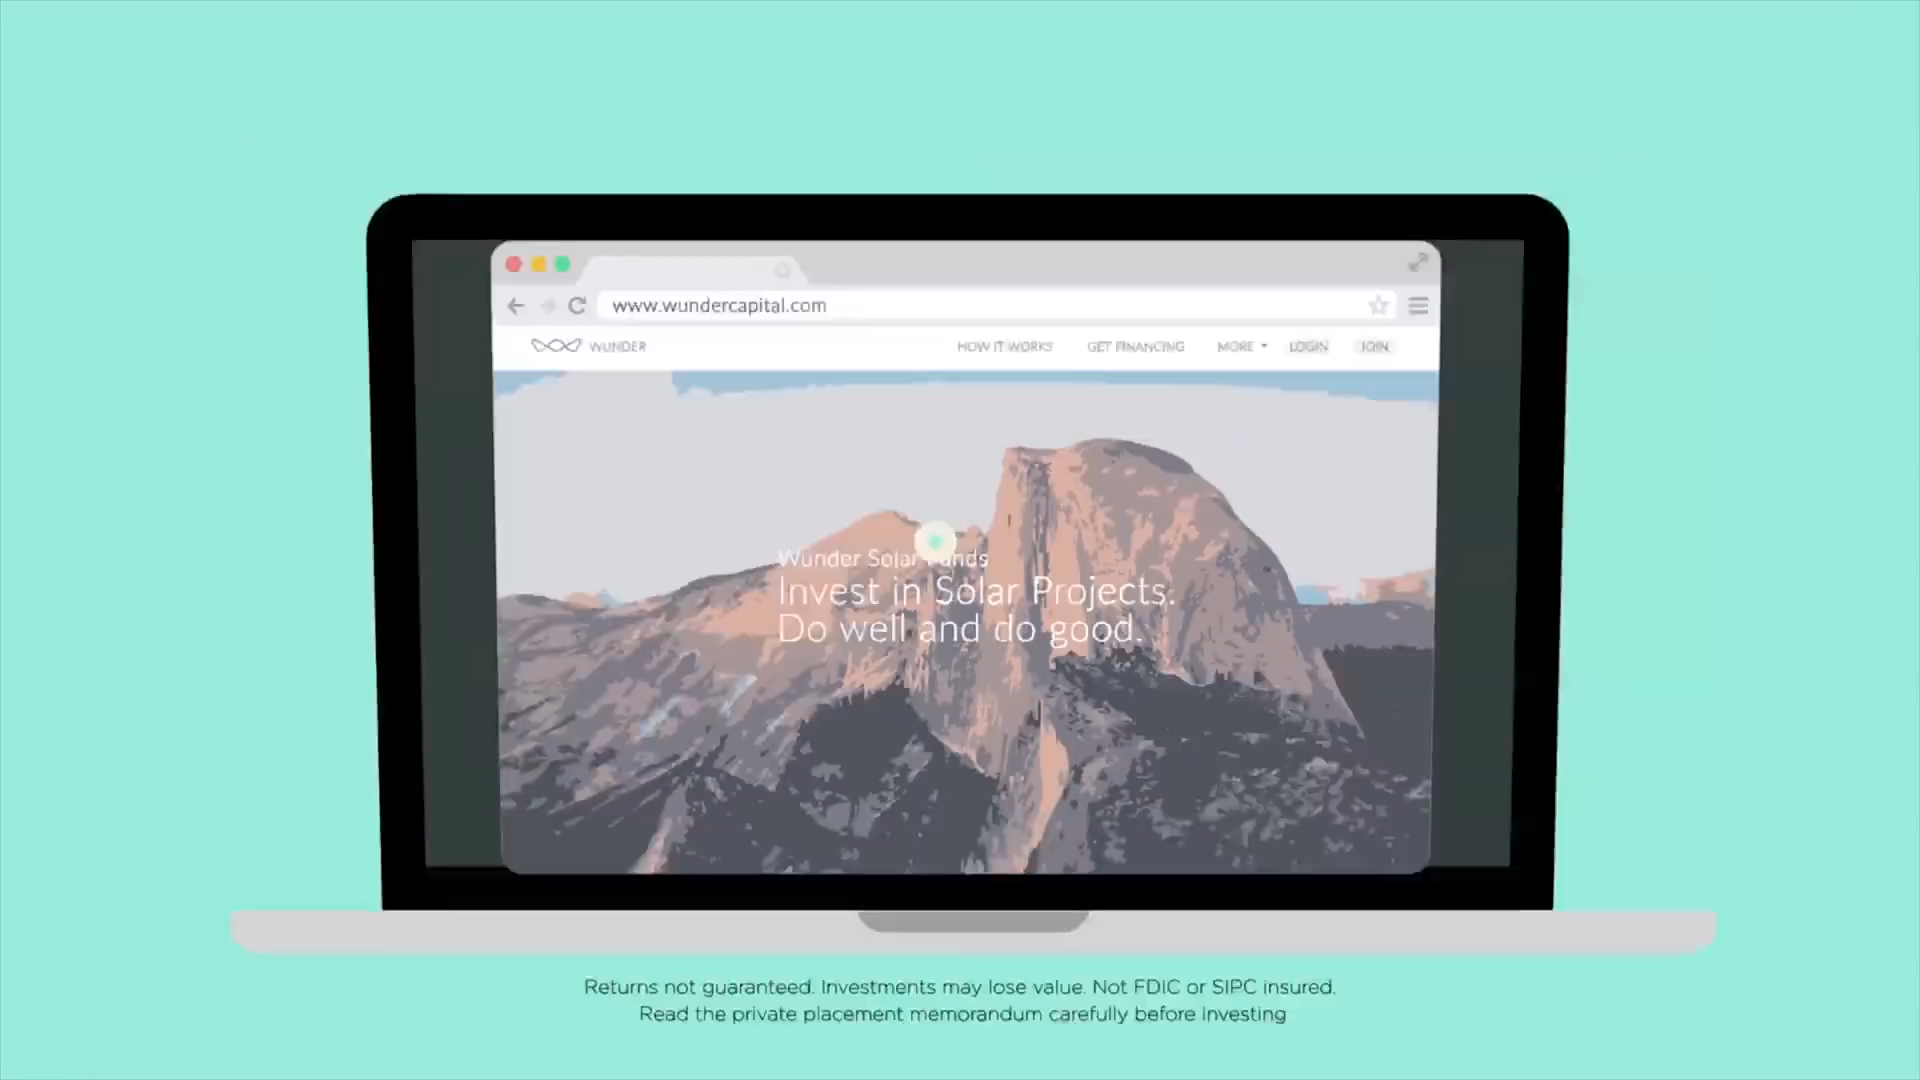 www.wundercapital.com
WUNDER HOW IT WORKS GET FINANCING MORE LOGIN JOIN
Wunder Solar Funds
Invest in Solar Projects.
Do well and do good.
Returns not guaranteed. Investments may lose value. Not FDIC or SIPC insured.
Read the private placement memorandum carefully before investing